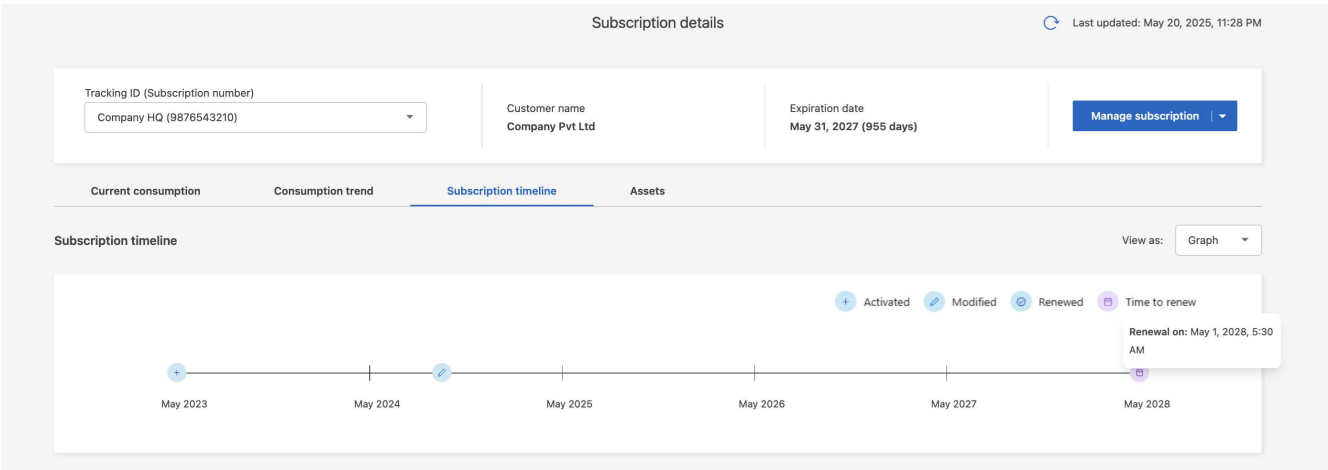 Subscription details
Last updated: May 20, 2025, 11:28 PM
Tracking ID (Subscription number)
Company HQ (9876543210)
Customer name
Company Pvt Ltd
Expiration date
May 31, 2027 (955 days)
Manage subscription
Current consumption
Consumption trend
Subscription timeline
Assets
Subscription timeline
View as:
Graph
Activated
Modified
Renewed
Time to renew
Renewal on: May 1, 2028, 5:30
AM
May 2023
May 2024
May 2025
May 2026
May 2027
May 2028